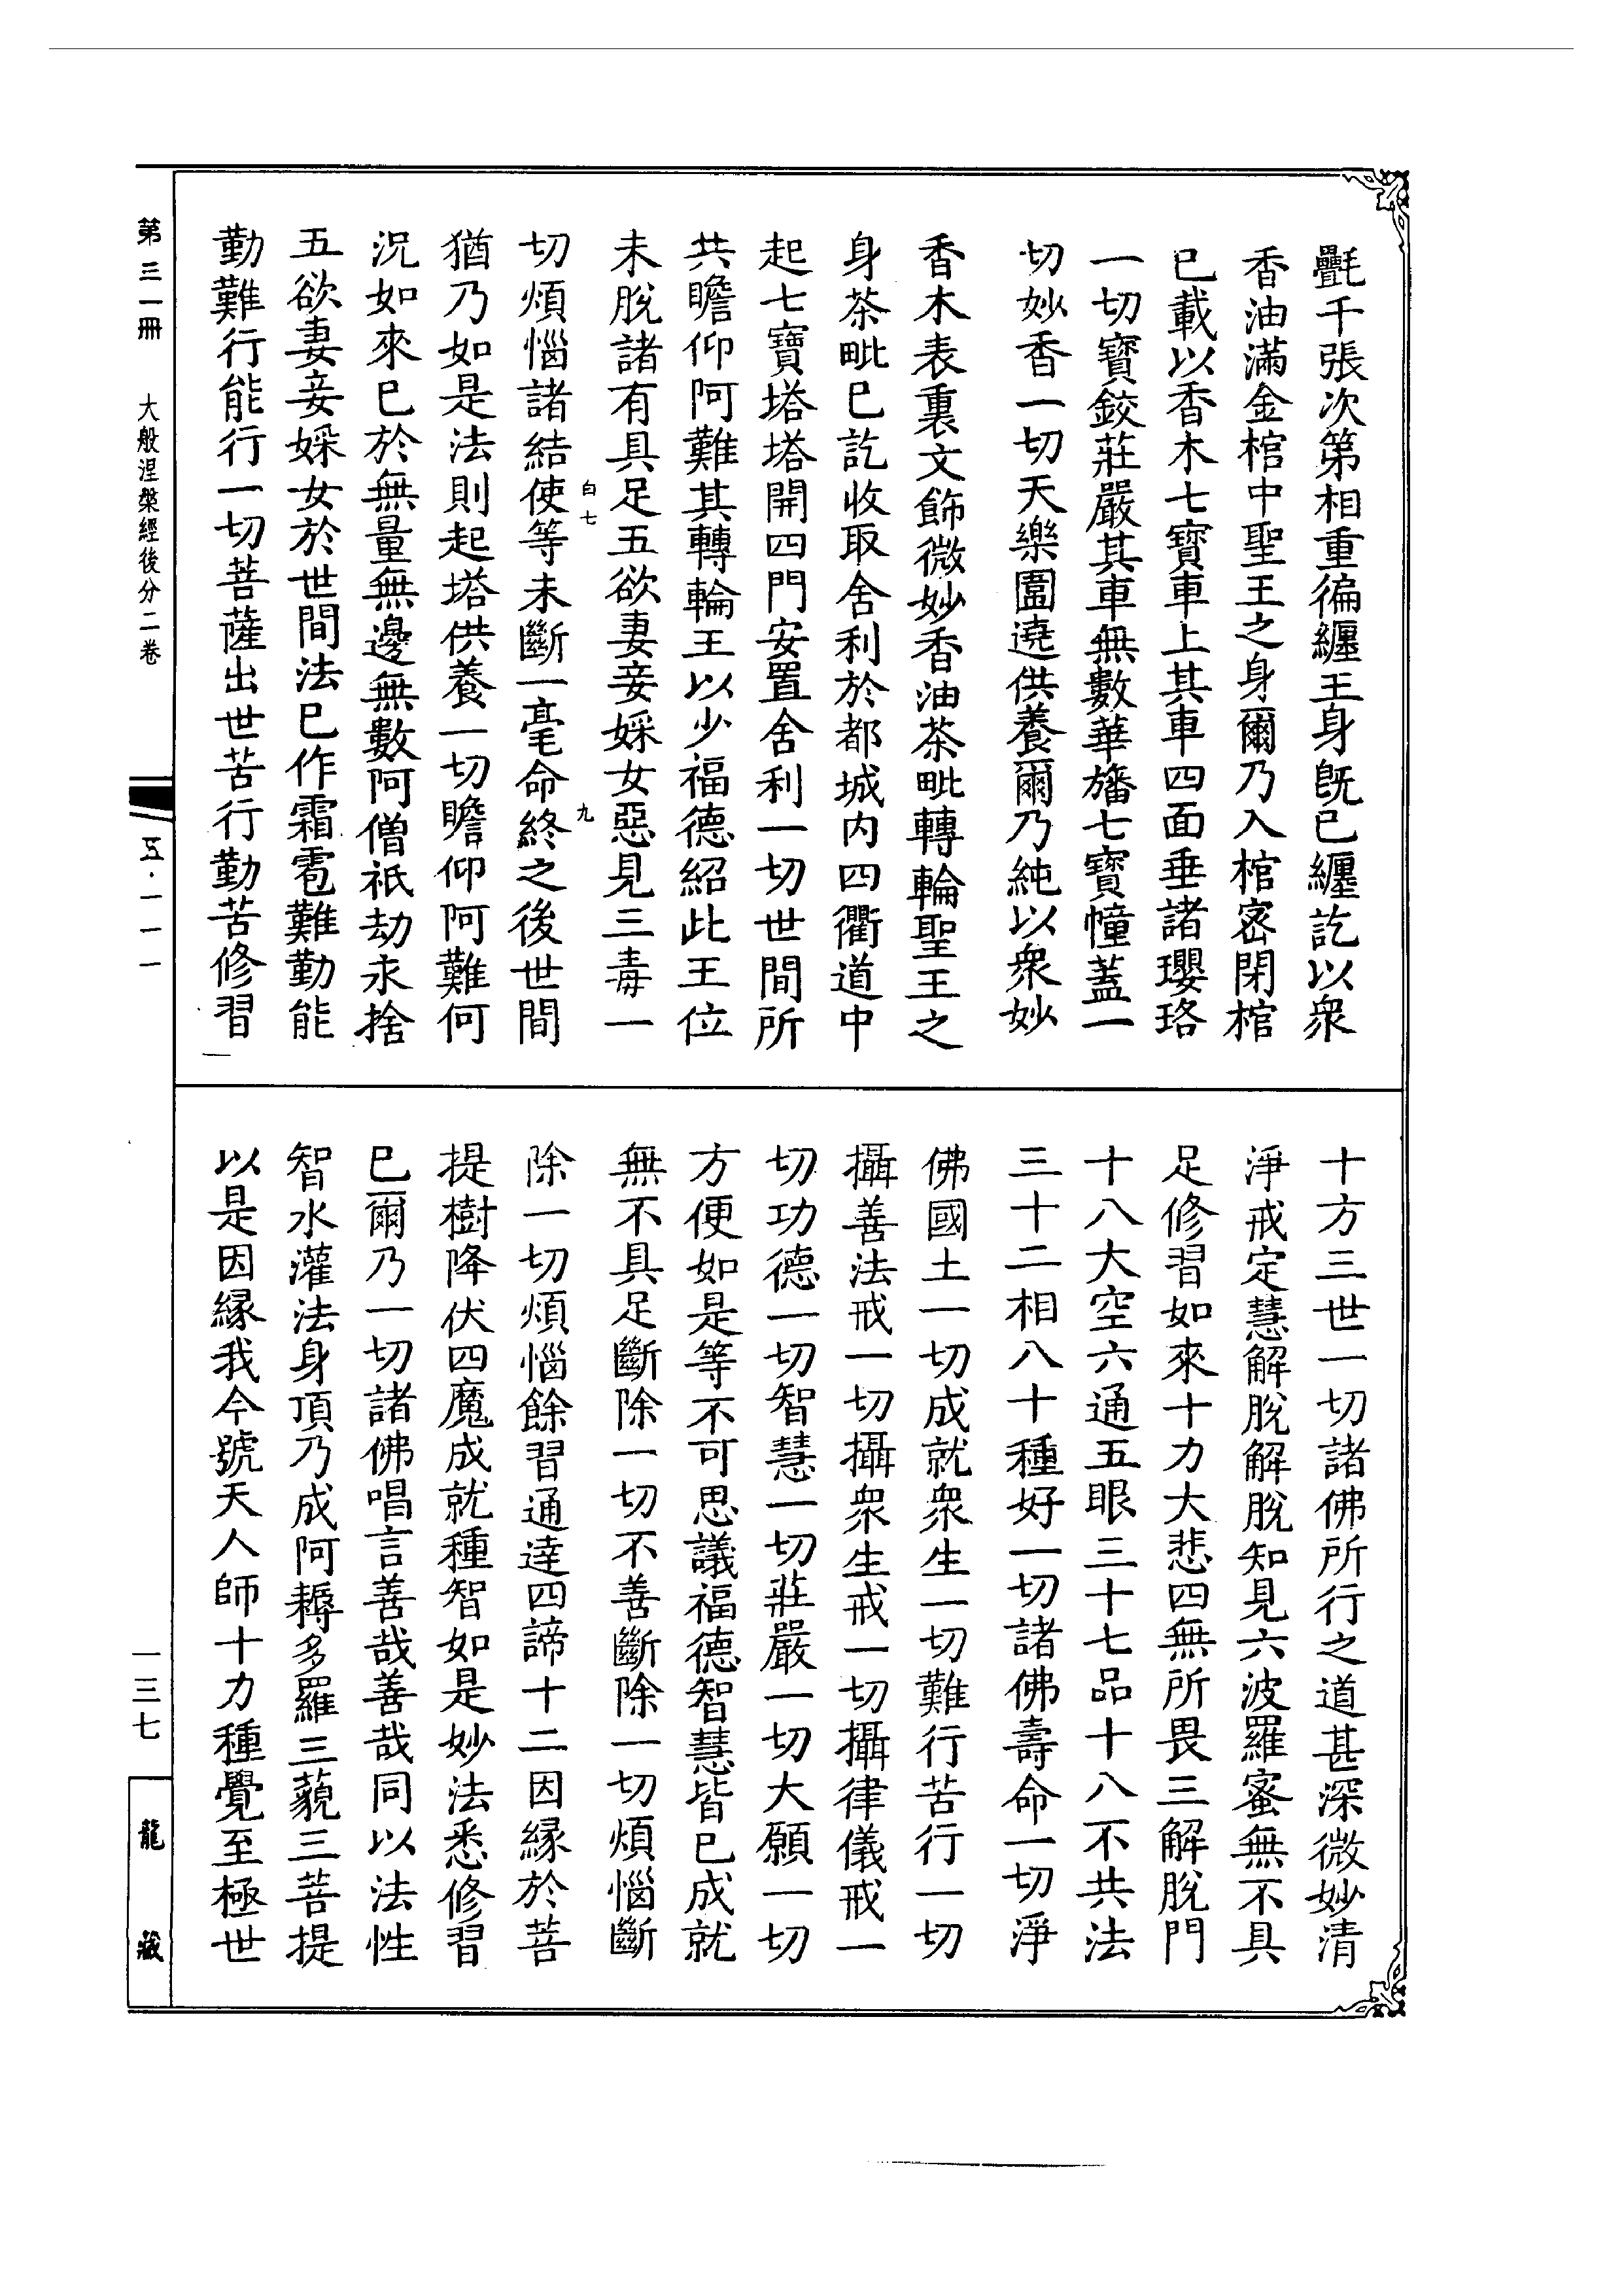 氎千張次第相重徧纏王身既巳纏訖以衆
香油滿金棺中聖王之身爾乃入棺密閉棺
巳載以香木七寶車上其車四面垂諸瓔珞
一切寶鉸莊嚴其車無數華旛七寶幢蓋一
切妙香一切天樂圍遶供養爾乃純以衆妙
香木表裏文飾微妙香油茶毗轉輪聖王之
身茶毗巳訖收取舍利於都城内四衢道中
起七寶塔塔開四門安置舍利一切世間所
共瞻仰阿難其轉輪王以少福德紹此王位
未脫諸有具足五欲妻妾婇女惡見三毒一
白七 九
切煩惱諸結使等未斷一毫命終之後世間
猶乃如是法則起塔供養一切瞻仰阿難何
況如來巳於無量無邊無數阿僧祇劫永捨
五欲妻妾婇女於世間法巳作霜雹難勤能
勤難行能行一切菩薩出世苦行勤苦修習
十方三世一切諸佛所行之道甚深微妙清
淨戒定慧解脫解脫知見六波羅蜜無不具
足修習如來十力大悲四無所畏三解脫門
十八大空六通五眼三十七品十八不共法
三十二相八十種好一切諸佛壽命一切淨
佛國土一切成就衆生一切難行苦行一切
攝善法戒一切攝衆生戒一切攝律儀戒一
切功德一切智慧一切莊嚴一切大願一切
方便如是等不可思議福德智慧皆巳成就
無不具足斷除一切不善斷除一切煩惱斷
除一切煩惱餘習通達四諦十二因緣於菩
提樹降伏四魔成就種智如是妙法悉修習
巳爾乃一切諸佛唱言善哉善哉同以法性
智水灌法身頂乃成阿耨多羅三藐三菩提
以是因緣我今號天人師十力種覺至極世
第三一冊 大般涅槃經後分二卷 五·一一一 一三七 龍藏